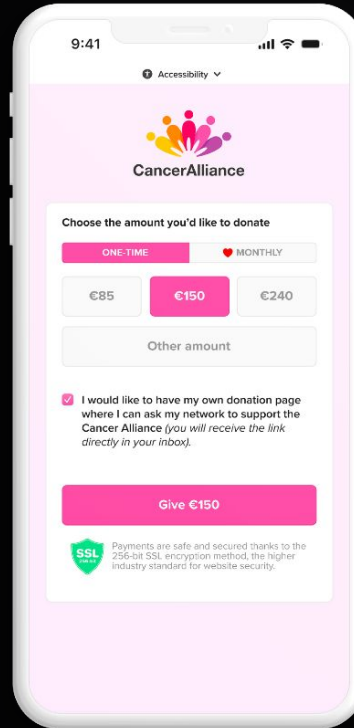 9:41
Accessibility
CancerAlliance
Choose the amount you'd like to donate
ONE-TIME
MONTHLY
€85
€150
€240
Other amount
I would like to have my own donation page
where I can ask my network to support the
Cancer Alliance (you will receive the link
directly in your inbox).
Give €150
SSL
Payments are safe and secured thanks to the
256-bit SSL encryption method, the higher
industry standard for website security.